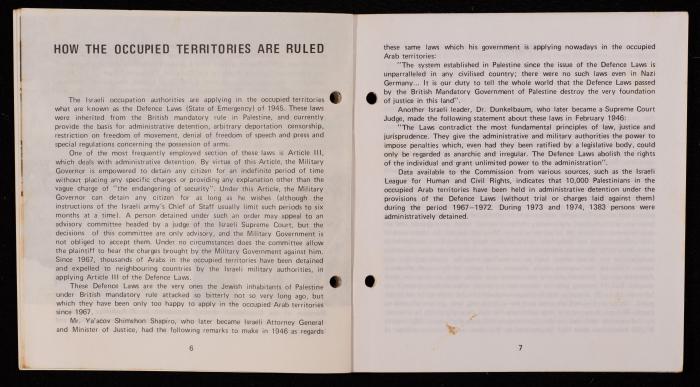 HOW THE OCCUPIED TERRITORIES ARE RULED
The Israeli occupation authorities are applying in the occupied territories
what are known as the Defence Laws (State of Emergency) of 1945. These laws
were inherited from the British mandatory rule in Palestine, and currently
provide the basis for administrative detention, arbitrary deportation censorship,
restriction on freedom of movement, denial of freedom of speech and press and
special regulations concerning the possession of arms.
One of the most frequently employed section of these laws is Article III,
which deals with administrative detention. By virtue of this Article, the Military
Governor is empowered to detain any citizen for an indefinite period of time
without placing any specific charges or providing any explanation other than the
vague charge of "the endangering of security". Under this Article, the Military
Governor can detain any citizen for as long as he wishes (although the
instructions of the Israeli army's Chief of Staff usually limit such periods to six
months at a time). A person detained under such an order may appeal to an
advisory committee headed by a judge of the Israeli Supreme Court, but the
decisions of this committee are only advisory, and the Military Government is
not obliged to accept them. Under no circumstances does the committee allow
the plaintiff to hear the charges brought by the Military Government against him.
Since 1967, thousands of Arabs in the occupied territories have been detained
and expelled to neighbouring countries by the Israeli military authorities, in
applying Article III of the Defence Laws.
These Defence Laws are the very ones the Jewish inhabitants of Palestine
under British mandatory rule attacked so bitterly not so very long ago, but
which they have been only too happy to apply in the occupied Arab territories
since 1967.
Mr. Ya'acov Shimshon Shapiro, who later became Israeli Attorney General
and Minister of Justice, had the following remarks to make in 1946 as regards
6
these same laws which his government is applying nowadays in the occupied
Arab territories:
"The system established in Palestine since the issue of the Defence Laws is
unparralleled in any civilised country; there were no such laws even in Nazi
Germany... It is our duty to tell the whole world that the Defence Laws passed
by the British Mandatory Government of Palestine destroy the very foundation
of justice in this land".
Another Israeli leader, Dr. Dunkelbaum, who later became a Supreme Court
Judge, made the following statement about these laws in February 1946:
"The Laws contradict the most fundamental principles of law, justice and
jurisprudence. They give the administrative and military authorities the power to
impose penalties which, even had they been ratified by a legislative body, could
only be regarded as anarchic and irregular. The Defence Laws abolish the rights
of the individual and grant unlimited power to the administration".
Data available to the Commission from various sources, such as the Israeli
League for Human and Civil Rights, indicates that 10,000 Palestinians in the
occupied Arab territories have been held in administrative detention under the
provisions of the Defence Laws (without trial or charges laid against them)
during the period 1967–1972. During 1973 and 1974, 1383 persons were
administratively detained.
7